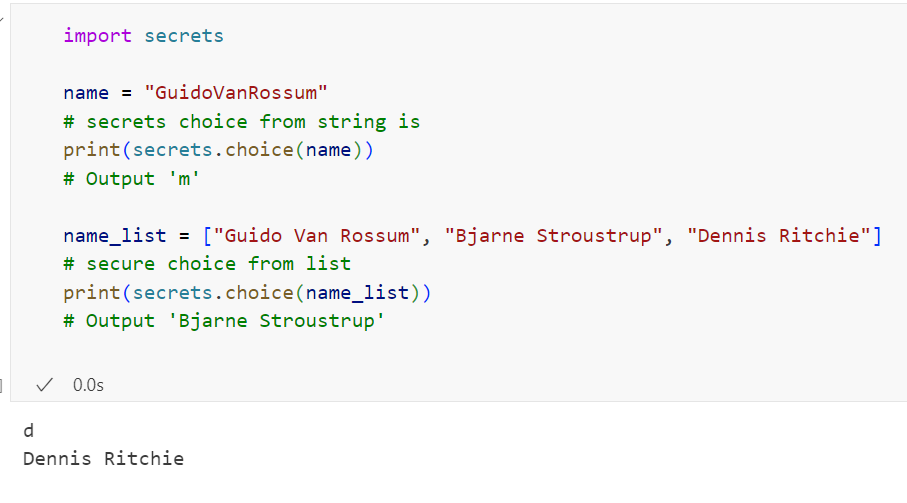 import secrets
name = "GuidoVanRossum"
# secrets choice from string is
print(secrets.choice(name))
# Output 'm'
name_list = ["Guido Van Rossum", "Bjarne Stroustrup", "Dennis Ritchie"]
# secure choice from list
print(secrets.choice(name_list))
# Output 'Bjarne Stroustrup'
0.0s
d
Dennis Ritchie